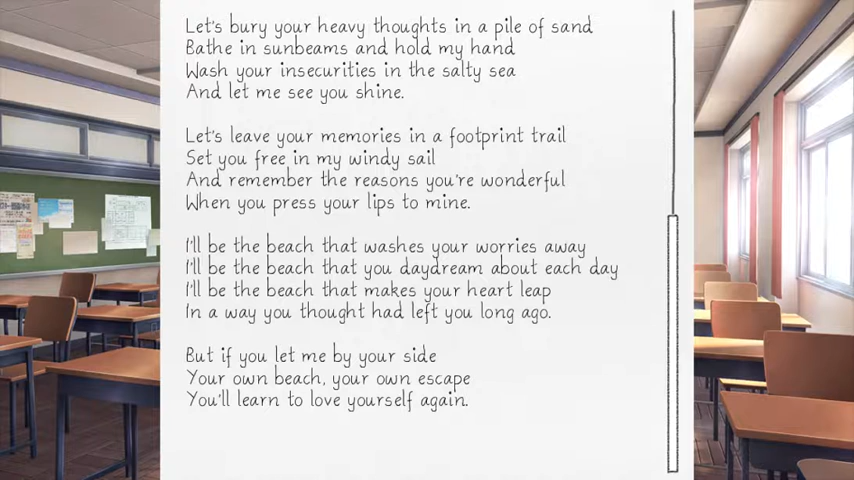 Let's bury your heavy thoughts in a pile of sand
Bathe in sunbeams and hold my hand
Wash your insecurities in the salty sea
And let me see you shine.
Let's leave your memories in a footprint trail
Set you free in my windy sail
And remember the reasons you're wonderful
When you press your lips to mine.
I'll be the beach that washes your worries away
I'll be the beach that you daydream about each day
I'll be the beach that makes your heart leap
In a way you thought had left you long ago.
But if you let me by your side
Your own beach, your own escape
You'll learn to love yourself again.